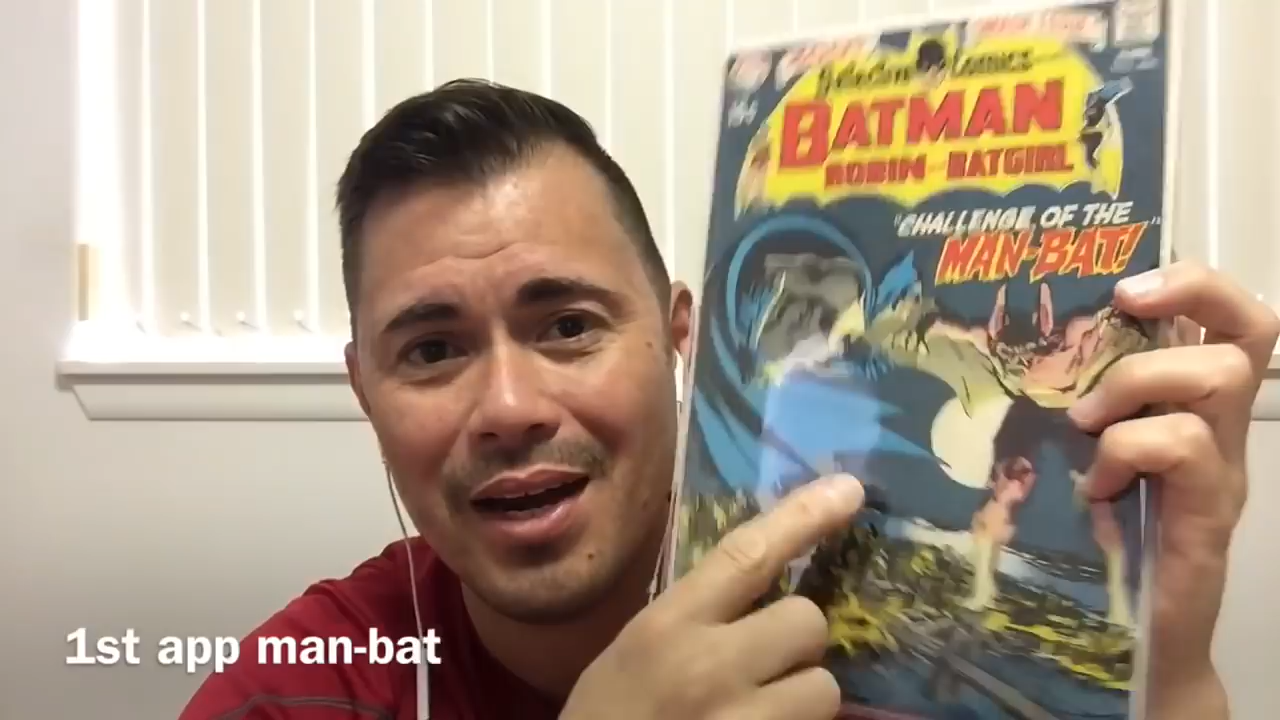 Detective Comics
BATMAN
ROBIN BATGIRL
"CHALLENGE OF THE
MAN-BAT!"
1st app man-bat